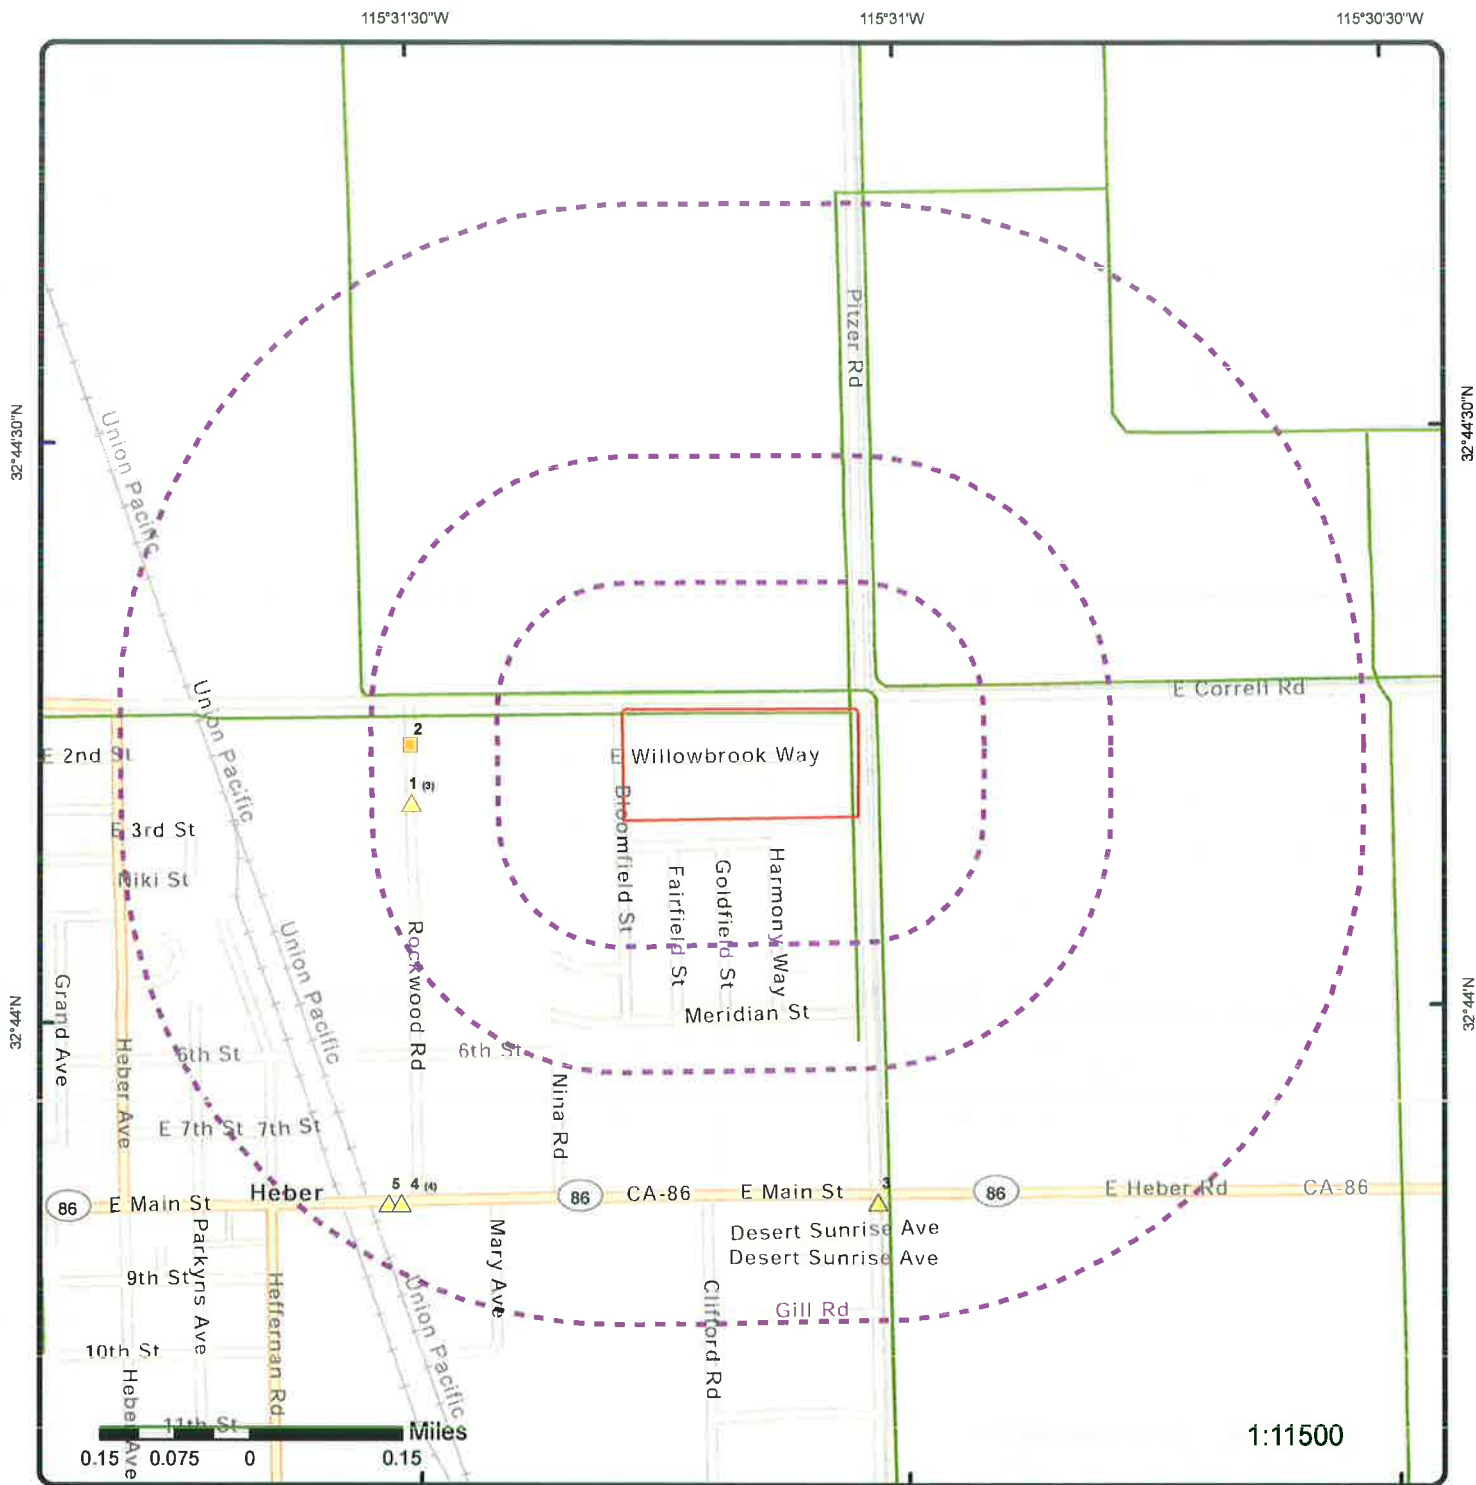 115°31'30"W
115°31'W
115°30'30"W
32°44'30"N
32°44'30"N
32°44'N
32°44'N
Pitzer Rd
Union Pacific
Union Pacific
Union Pacific
Union Pacific
E Correll Rd
2
1 (3)
E 2nd St
E Willowbrook Way
E 3rd St
Niki St
Bloomfield St
Fairfield St
Goldfield St
Harmony Way
Rockwood Rd
Meridian St
Grand Ave
Heber Ave
6th St
6th St
Nina Rd
E 7th St
7th St
5
4 (4)
3
86
E Main St
Heber
86
CA-86
E Main St
86
E Heber Rd
CA-86
Desert Sunrise Ave
Desert Sunrise Ave
Parkyns Ave
Mary Ave
9th St
Heffernan Rd
Clifford Rd
Gill Rd
10th St
Heber Ave
11th St
Miles
0.15
0.075
0
0.15
1:11500